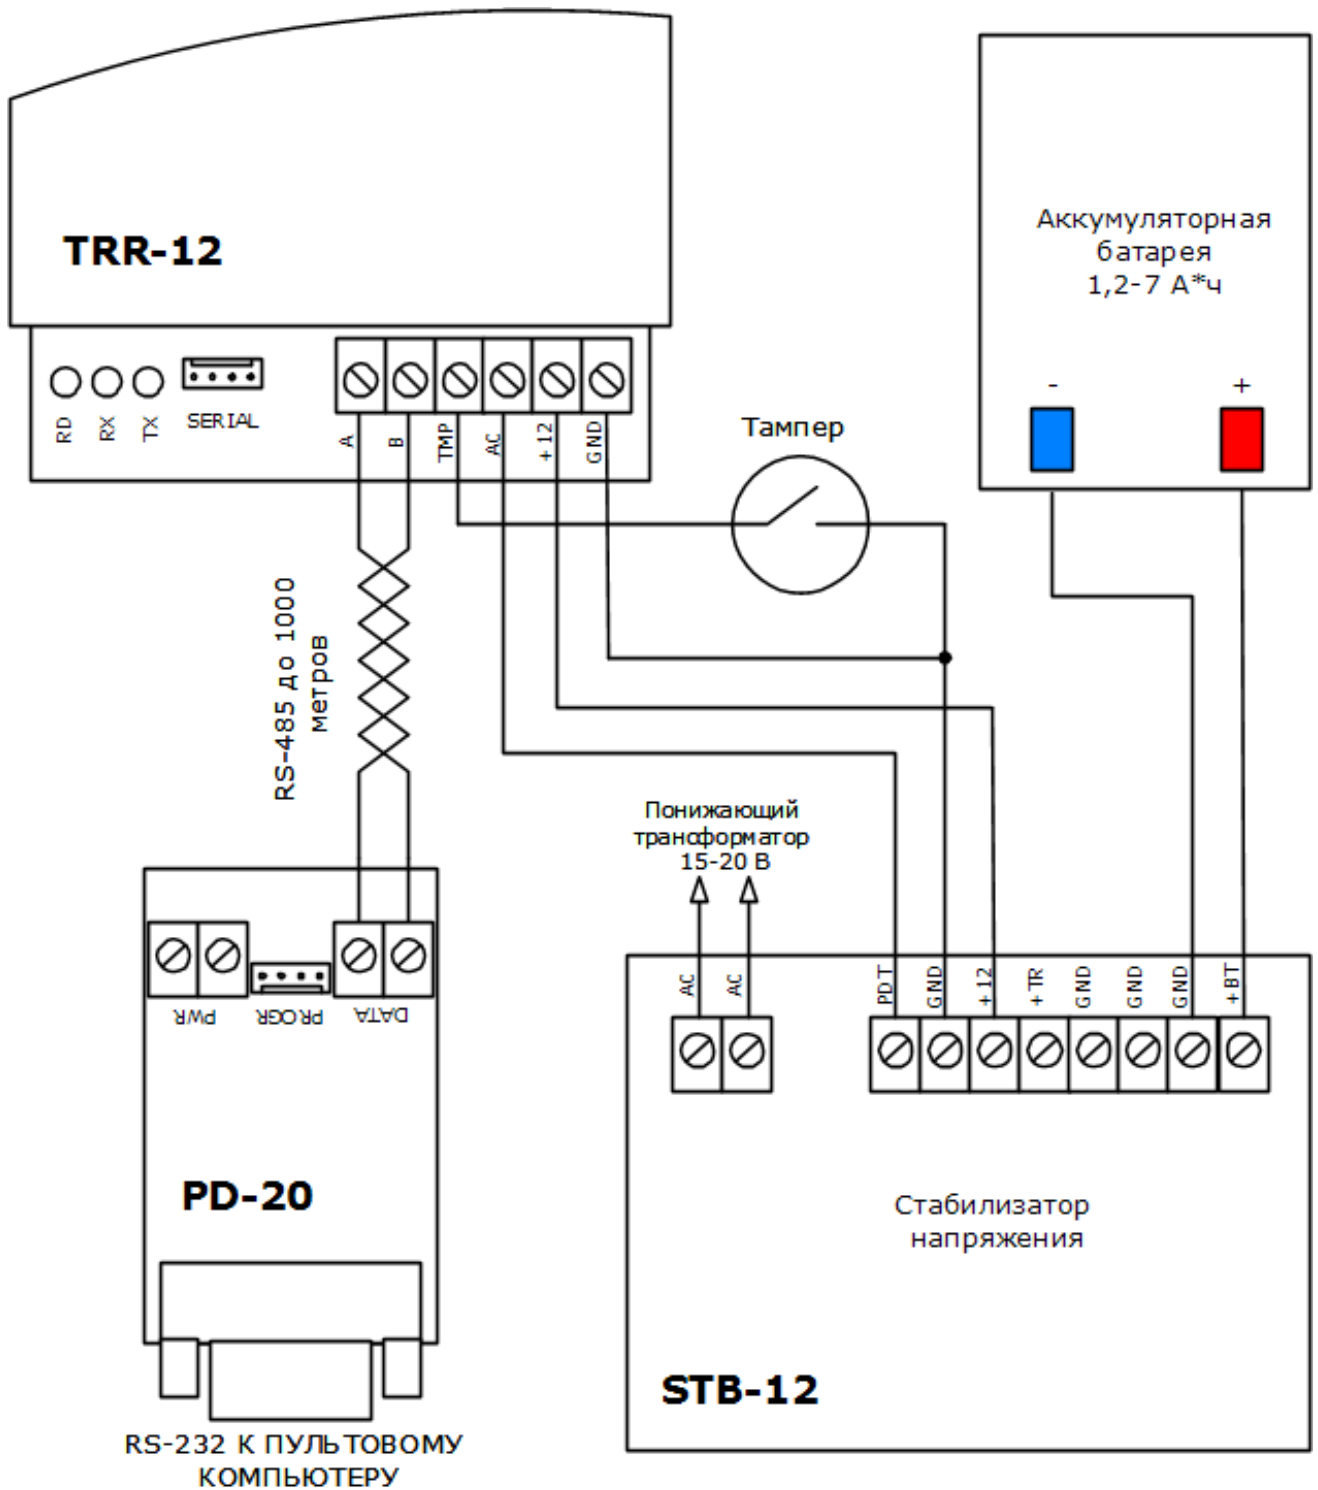 TRR-12
RD
RX
TX
SERIAL
A
B
TMP
AC
+12
GND
Тампер
Аккумуляторная
батарея
1,2-7 А*ч
-
+
RS-485 до 1000
метров
Понижающий
трансформатор
15-20 В
PWR
PROGR
DATA
PD-20
RS-232 К ПУЛЬТОВОМУ
КОМПЬЮТЕРУ
AC
AC
PDT
GND
+12
+TR
GND
GND
GND
+BT
Стабилизатор
напряжения
STB-12